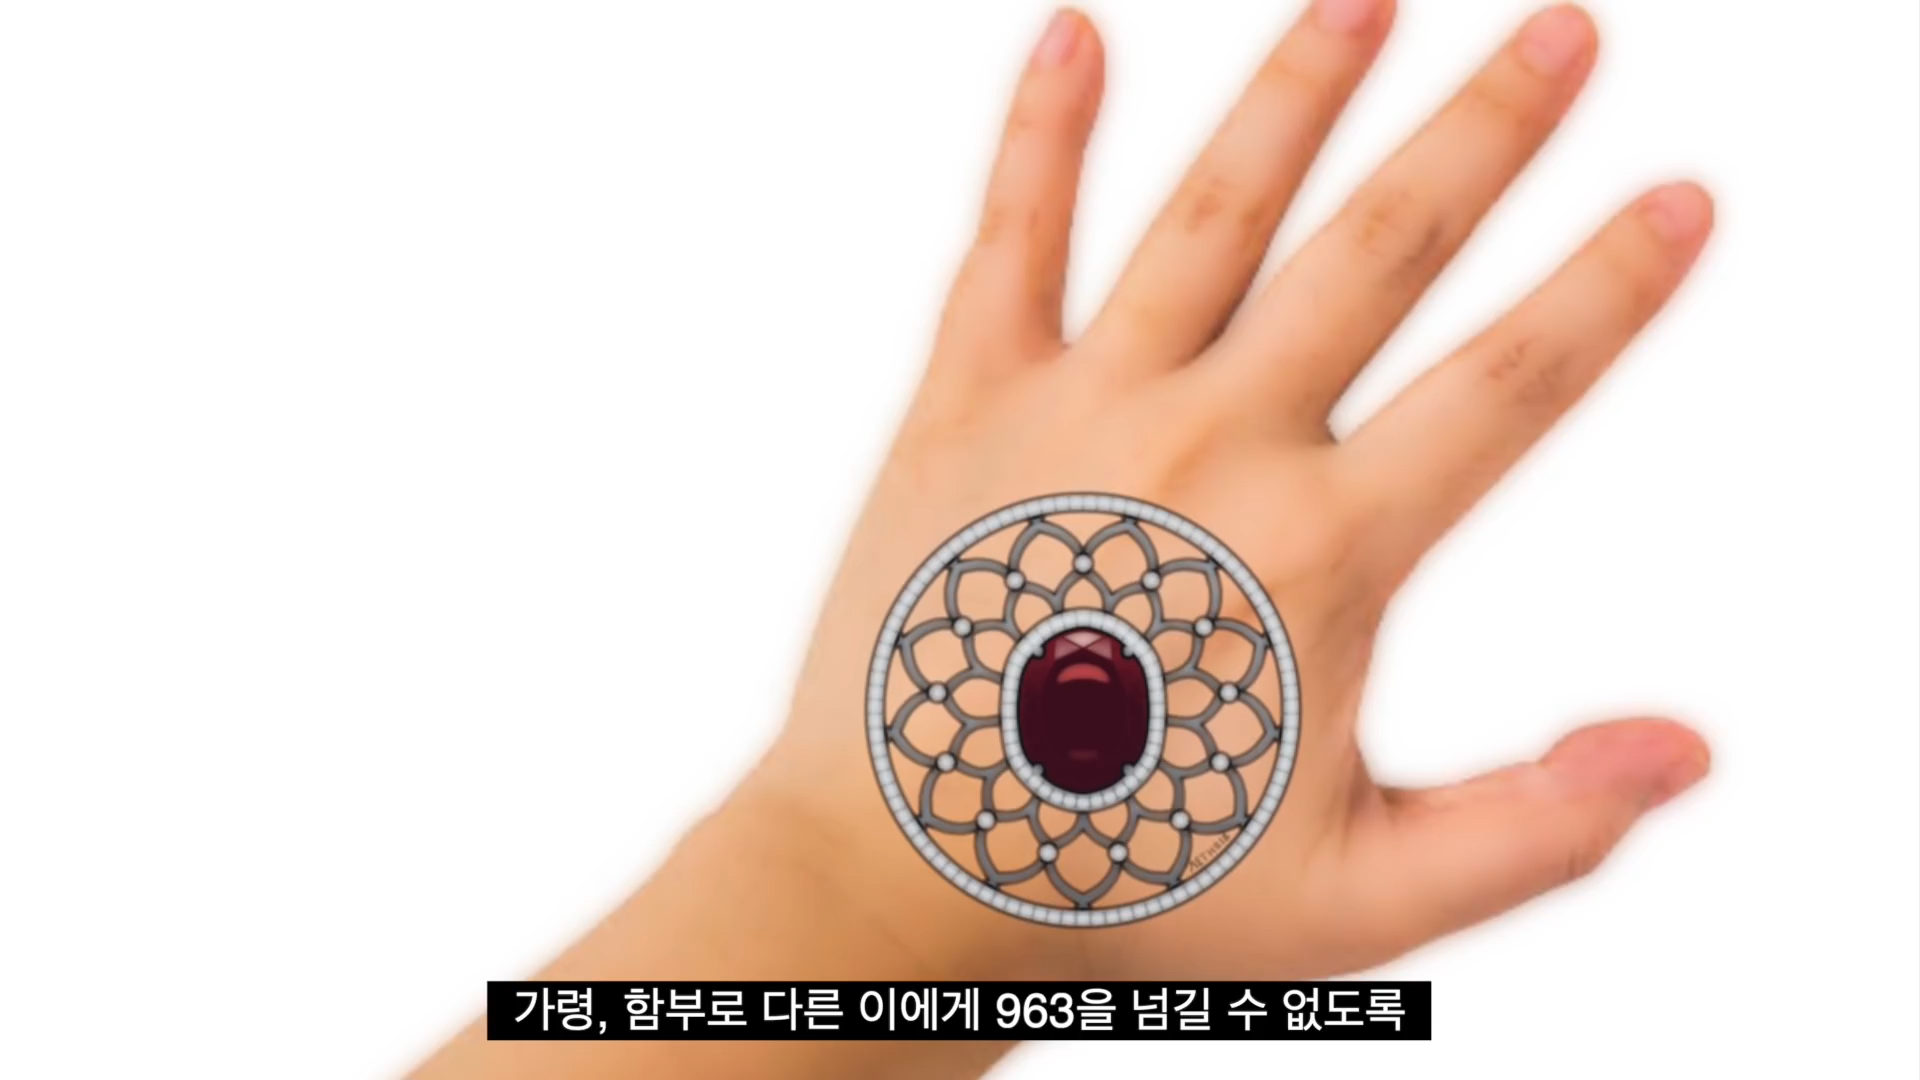 가령, 함부로 다른 이에게 963을 넘길 수 없도록